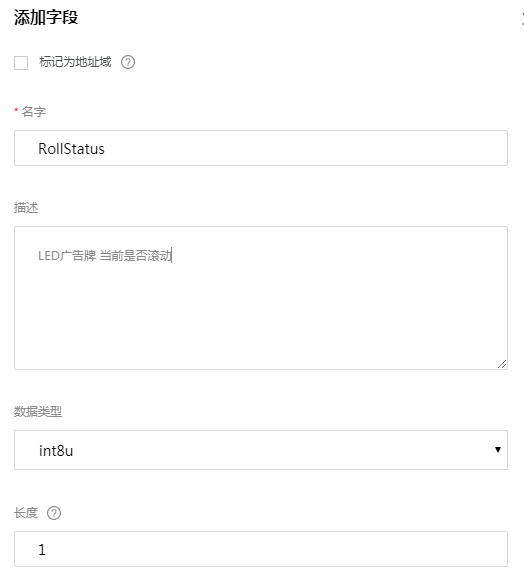 添加字段
标记为地址域 ?
* 名字
RollStatus
描述
LED广告牌 当前是否滚动
数据类型
int8u
长度 ?
1